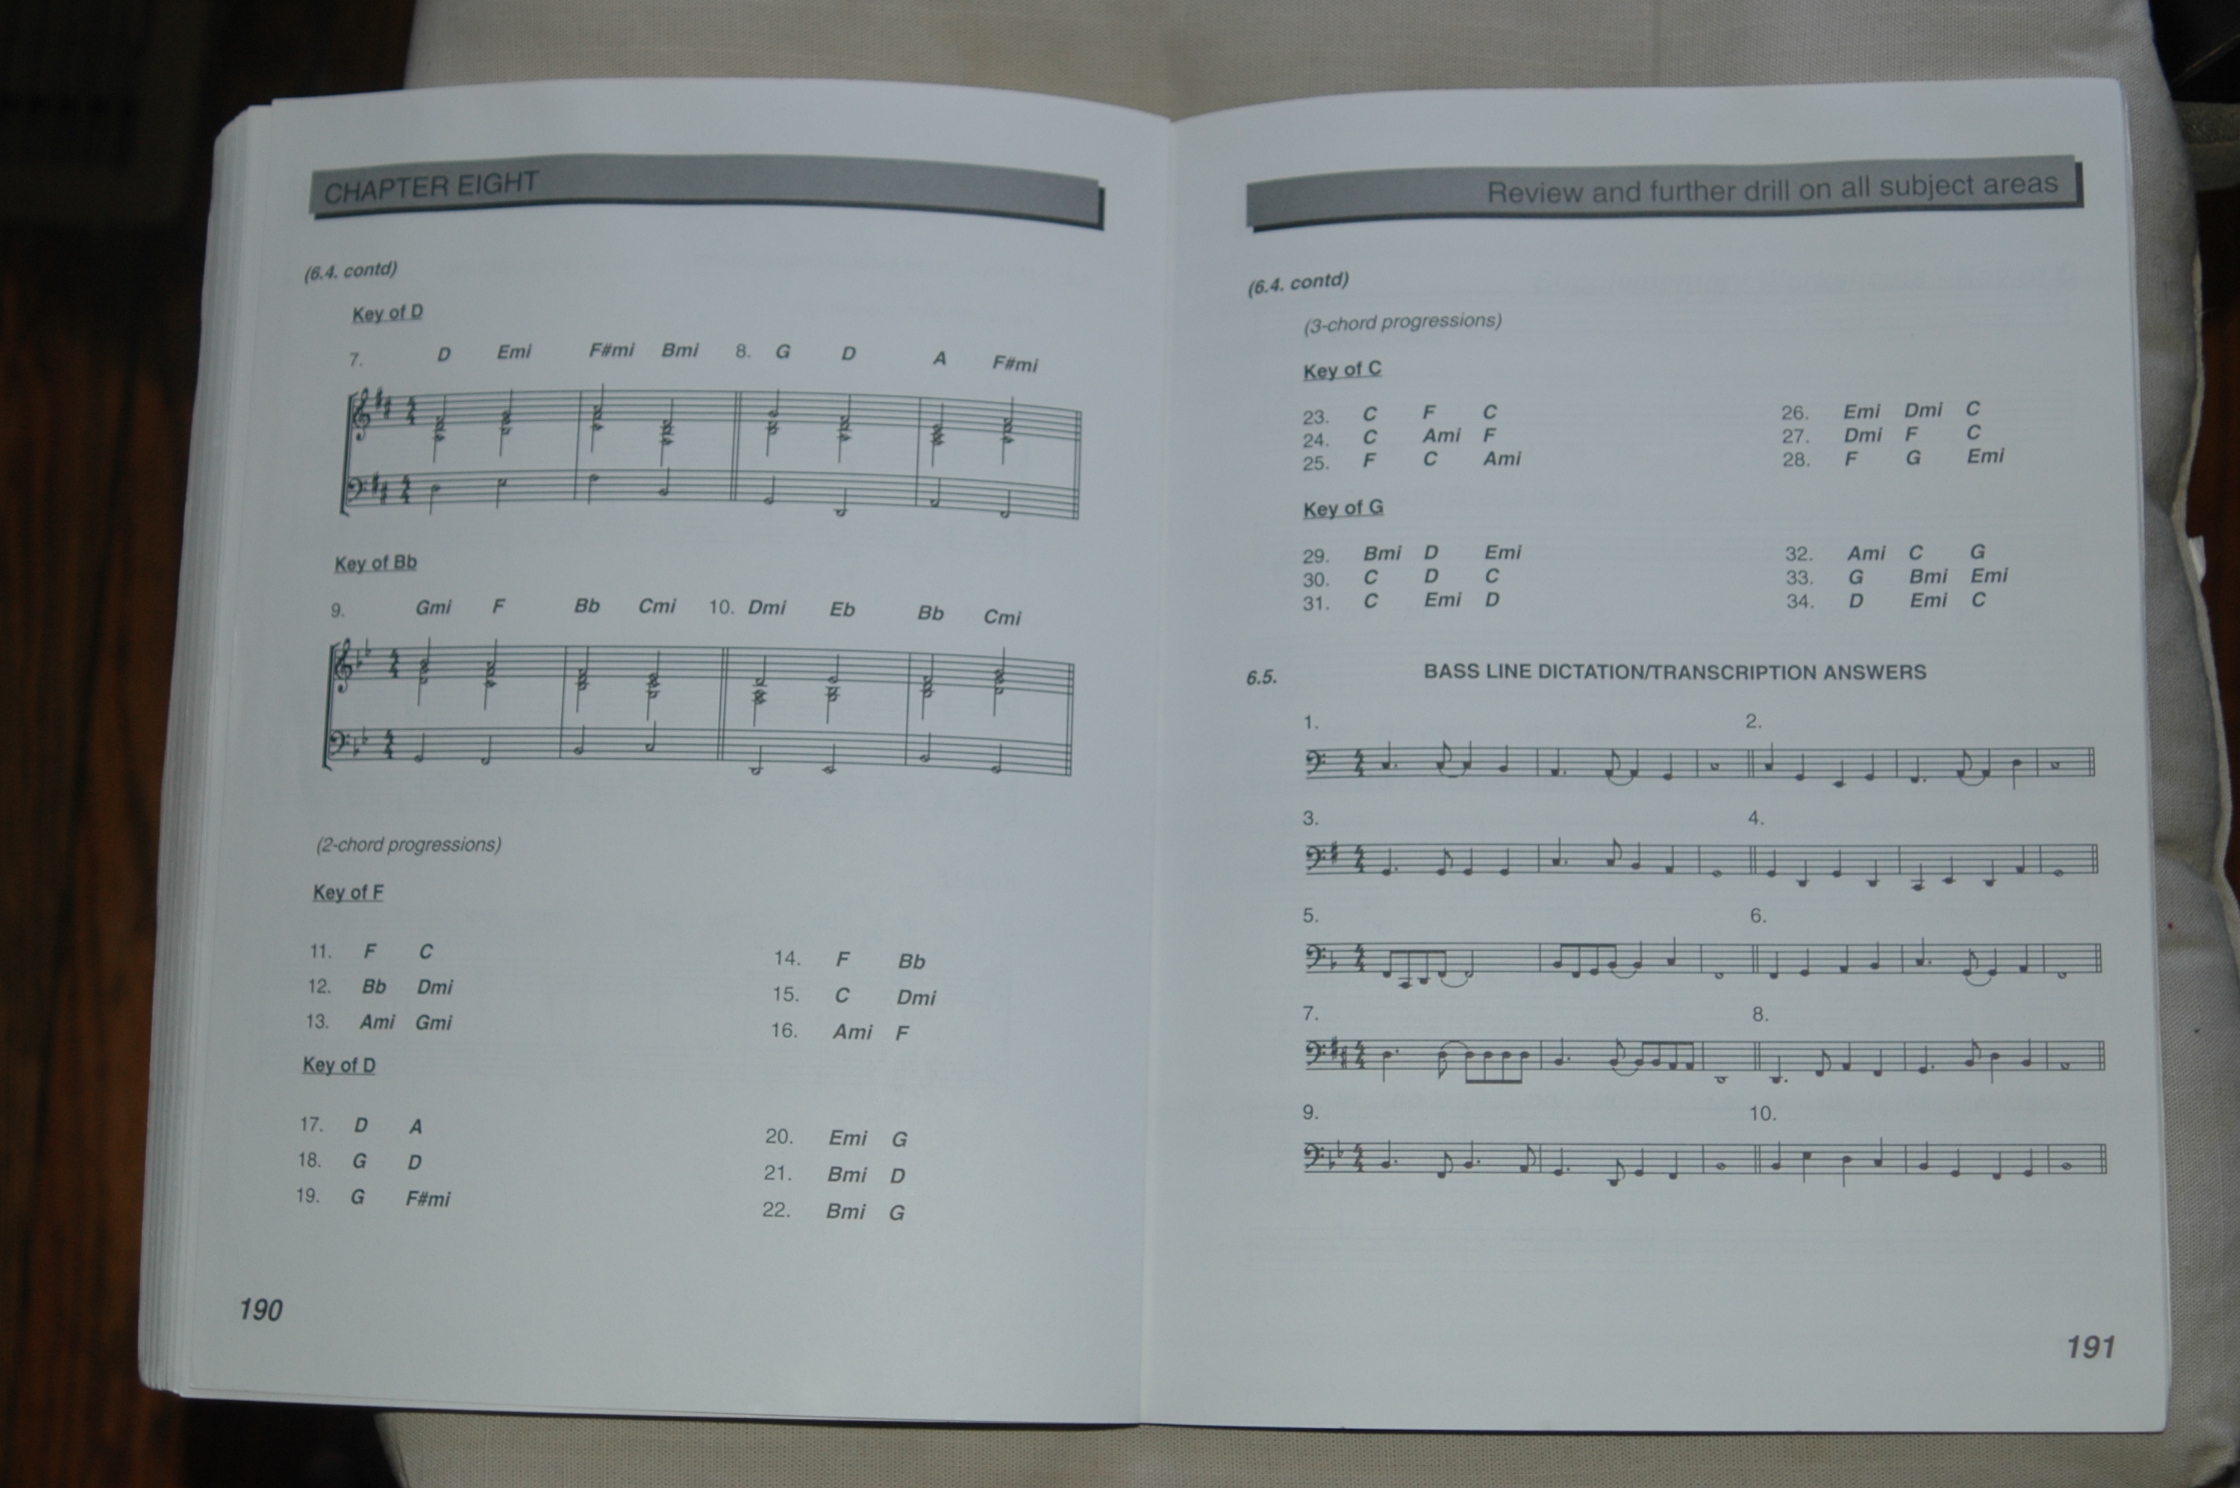 CHAPTER EIGHT
(6.4. contd)
Key of D
7. D Emi F#mi Bmi 8. G D A F#mi
Key of Bb
9. Gmi F Bb Cmi 10. Dmi Eb Bb Cmi
(2-chord progressions)
Key of F
11. F C
12. Bb Dmi
13. Ami Gmi
14. F Bb
15. C Dmi
16. Ami F
Key of D
17. D A
18. G D
19. G F#mi
20. Emi G
21. Bmi D
22. Bmi G
190
Review and further drill on all subject areas
(6.4. contd)
(3-chord progressions)
Key of C
23. C F C
24. C Ami F
25. F C Ami
26. Emi Dmi C
27. Dmi F C
28. F G Emi
Key of G
29. Bmi D Emi
30. C D C
31. C Emi D
32. Ami C G
33. G Bmi Emi
34. D Emi C
6.5. BASS LINE DICTATION/TRANSCRIPTION ANSWERS
1. 2.
3. 4.
5. 6.
7. 8.
9. 10.
191